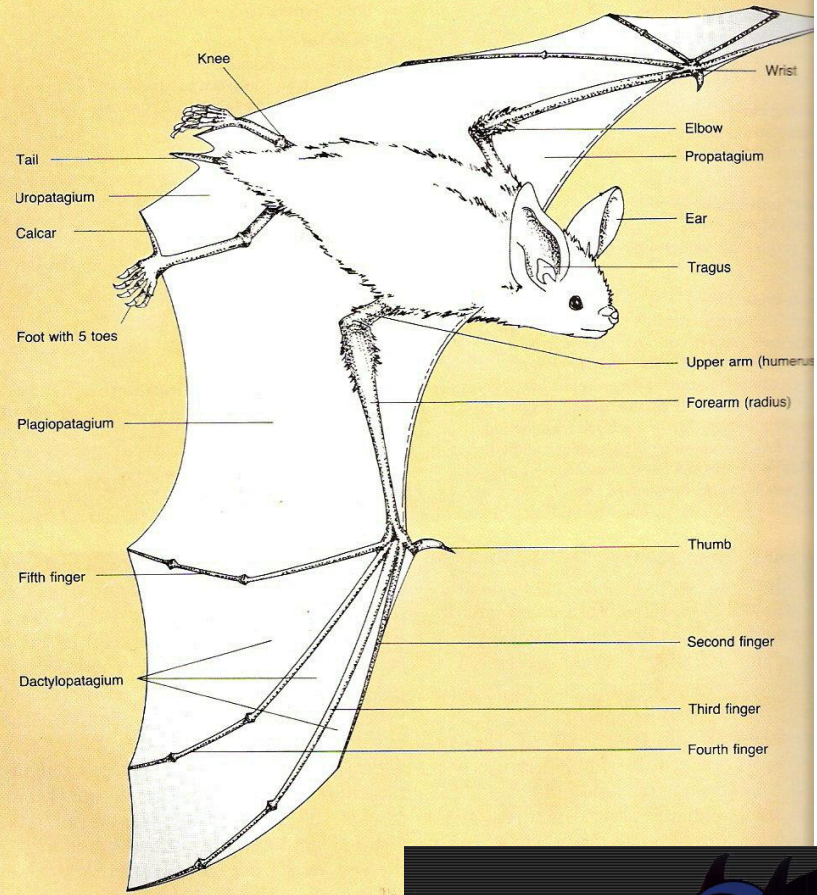 Knee
Wrist
Elbow
Tail
Propatagium
Uropatagium
Ear
Calcar
Tragus
Foot with 5 toes
Upper arm (humerus
Forearm (radius)
Plagiopatagium
Thumb
Fifth finger
Second finger
Dactylopatagium
Third finger
Fourth finger